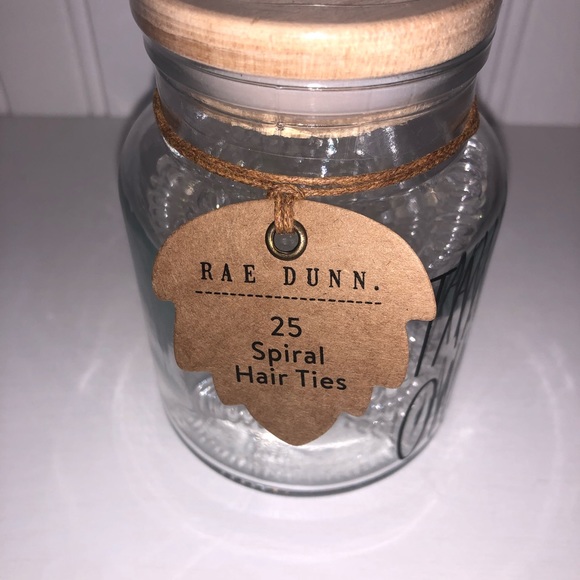 RAE DUNN.
25
Spiral
Hair Ties